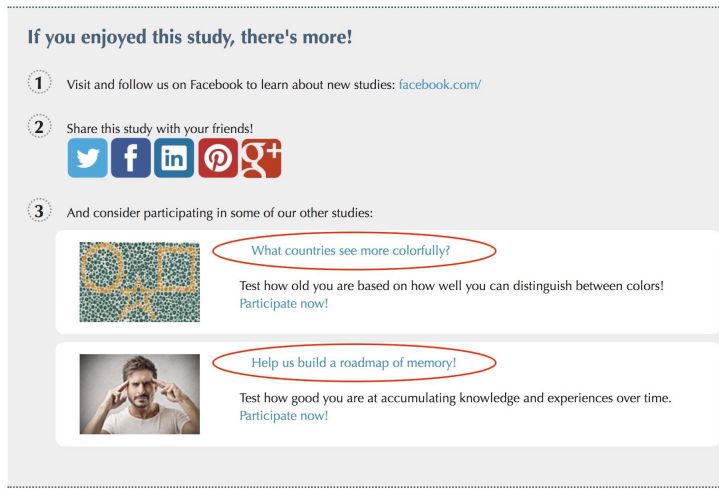 If you enjoyed this study, there's more!
1 Visit and follow us on Facebook to learn about new studies: facebook.com/
2 Share this study with your friends!
f in g+
3 And consider participating in some of our other studies:
What countries see more colorfully?
Test how old you are based on how well you can distinguish between colors!
Participate now!
Help us build a roadmap of memory!
Test how good you are at accumulating knowledge and experiences over time.
Participate now!